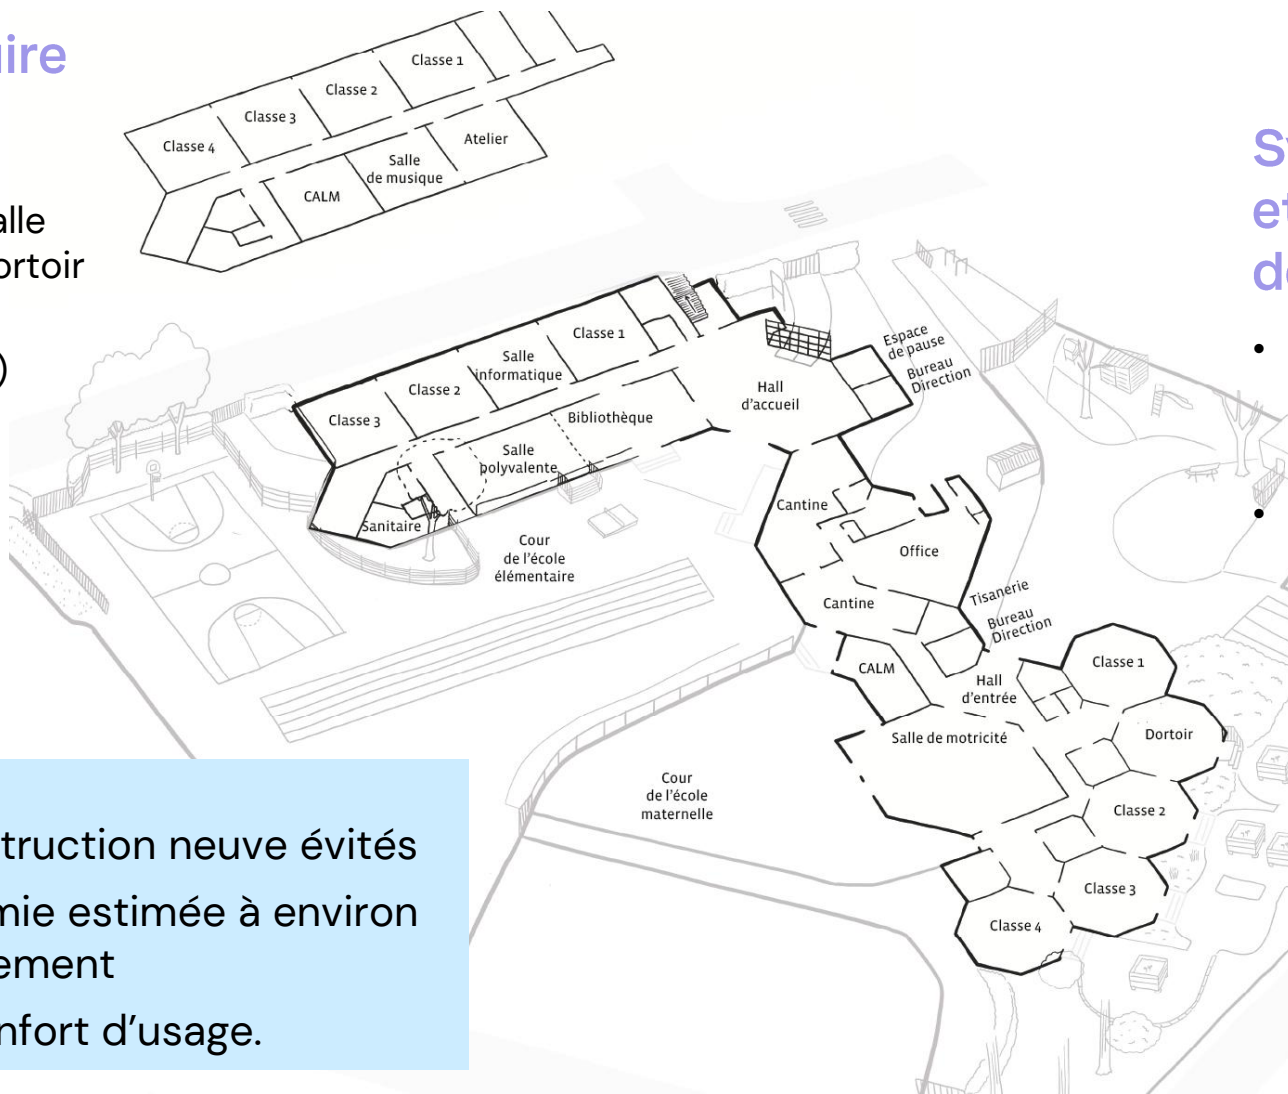 ire
alle
ortoir
)
Classe 1
Classe 2
Classe 3
Classe 4
Atelier
Salle
de musique
CALM
et
Espace
de pause
Bureau
Direction
Classe 1
Salle
informatique
Classe 2
Classe 3
Hall
d'accueil
Bibliothèque
Salle
polyvalente
Sanitaire
Cour
de l'école
élémentaire
Cantine
Office
Cantine
Tisanerie
Bureau
Direction
CALM
Hall
d'entrée
Classe 1
Dortoir
Salle de motricité
Classe 2
Classe 3
Classe 4
Cour
de l'école
maternelle
truction neuve évités
mie estimée à environ
ement
nfort d'usage.